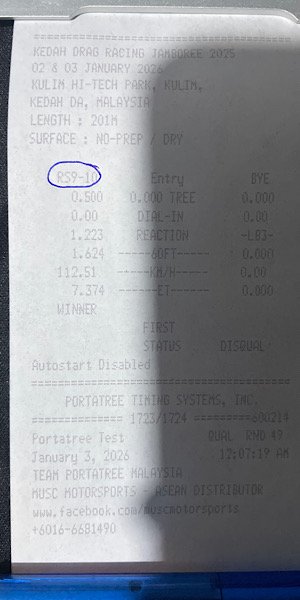 KEDAH DRAG RACING JAMBOREE 2025
02 & 03 JANUARY 2026
KULIM HI-TECH PARK, KULIM,
KEDAH DA, MALAYSIA
LENGTH : 201M
SURFACE : NO-PREP / DRY
RS9-10 Entry BYE
0.500 0.000 TREE 0.000
0.00 DIAL-IN 0.00
1.223 REACTION -LB3-
1.624 -----60FT----- 0.000
112.51 -----KM/H----- 0.00
7.374 ------ET------ 0.000
WINNER
FIRST
STATUS DISQUAL
Autostart Disabled
PORTATREE TIMING SYSTEMS, INC.
============= 1723/1724 =========600214
Portatree Test QUAL RND 49
January 3, 2026 12:07:19 AM
TEAM PORTATREE MALAYSIA
MUSC MOTORSPORTS - ASEAN DISTRIBUTOR
www.facebook.com/muscmotorsports
+6016-6681490